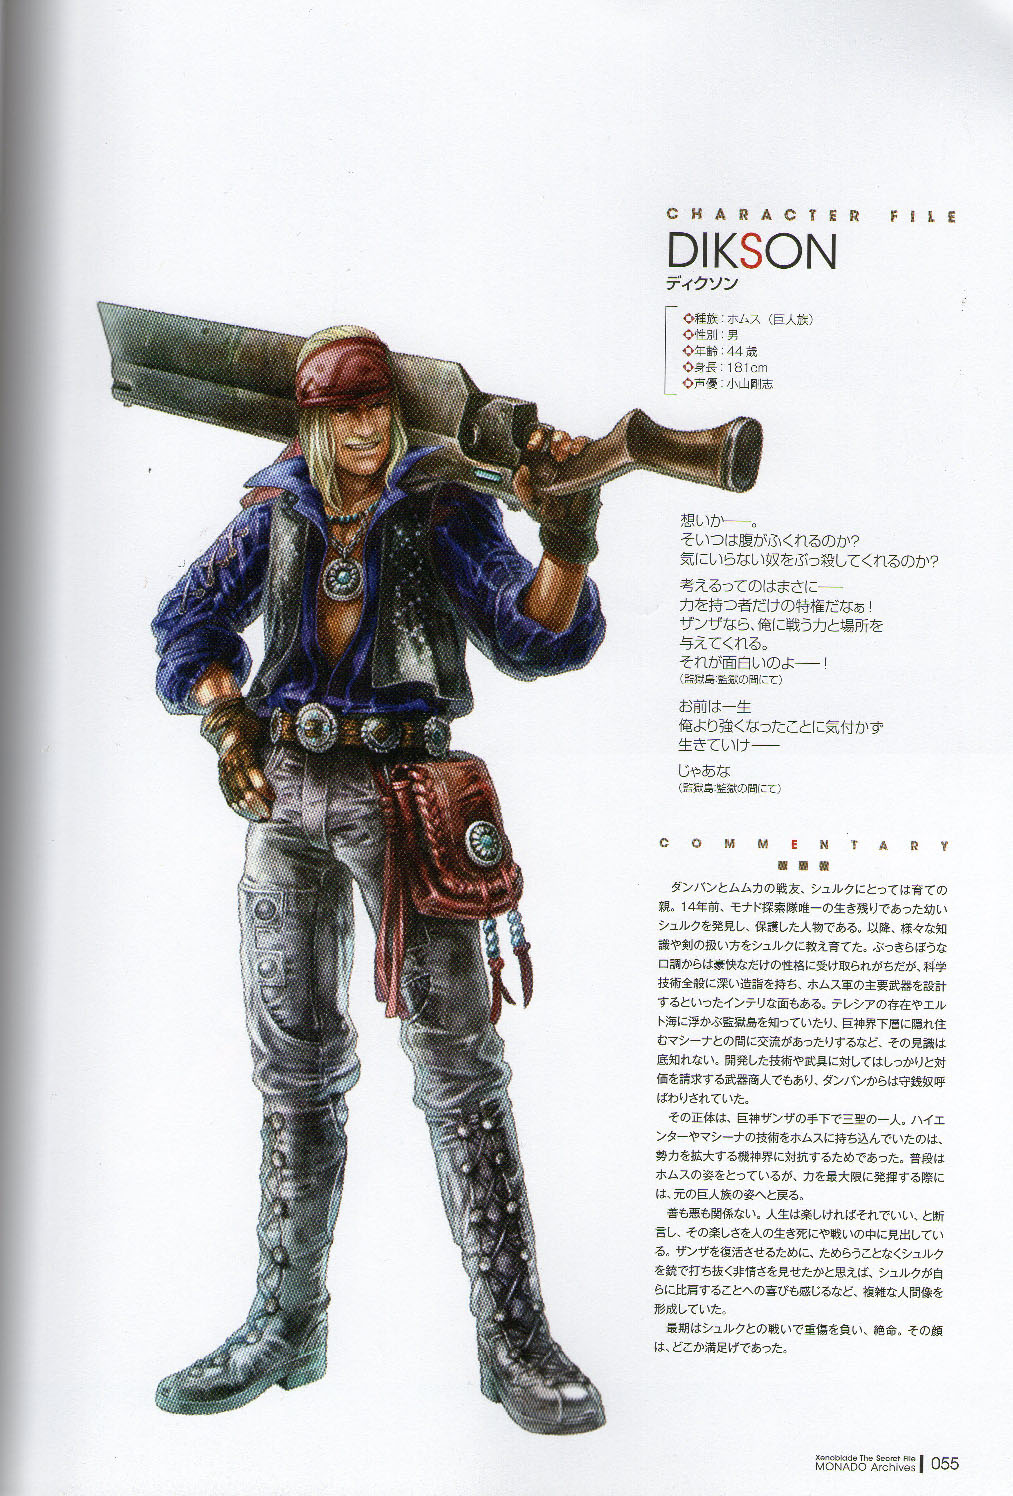 CHARACTER FILE
DIKSON
ディクソン
種族：ホムス（巨人族）
性別：男
年齢：44歳
身長：181cm
声優：小山剛志
想いか──。
そいつは腹がふくれるのか?
気にいらない奴をぶっ殺してくれるのか?
考えるってのはまさに──
力を持つ者だけの特権だなぁ!
ザンザなら、俺に戦う力と場所を
与えてくれる。
それが面白いのよ──!
（監獄島:監獄の間にて）
お前は一生
俺より強くなったことに気付かず
生きていけ──
じゃあな
（監獄島:監獄の間にて）
COMMENTARY
ダンバンとムムカの戦友、シュルクにとっては育ての
親。14年前、モナド探索隊唯一の生き残りであった幼い
シュルクを発見し、保護した人物である。以降、様々な知
識や剣の扱い方をシュルクに教え育てた。ぶっきらぼうな
口調からは豪快なだけの性格に受け取られがちだが、科学
技術全般に深い造詣を持ち、ホムス軍の主要武器を設計
するといったインテリな面もある。テレシアの存在やエル
ト海に浮かぶ監獄島を知っていたり、巨神界下層に隠れ住
むマシーナとの間に交流があったりするなど、その見識は
底知れない。開発した技術や武具に対してはしっかりと対
価を請求する武器商人でもあり、ダンバンからは守銭奴呼
ばわりされていた。
その正体は、巨神ザンザの手下で三聖の一人。ハイエ
ンターやマシーナの技術をホムスに持ち込んでいたのは、
勢力を拡大する機神界に対抗するためであった。普段は
ホムスの姿をとっているが、力を最大限に発揮する際に
は、元の巨人族の姿へと戻る。
善も悪も関係ない。人生は楽しければそれでいい、と断
言し、その楽しさを人の生き死にや戦いの中に見出してい
る。ザンザを復活させるために、ためらうことなくシュルク
を銃で打ち抜く非情さを見せたかと思えば、シュルクが自
らに比肩することへの喜びも感じるなど、複雑な人間像を
形成していた。
最期はシュルクとの戦いで重傷を負い、絶命。その顔
は、どこか満足げであった。
Xenoblade The Secret File
MONADO Archives 055